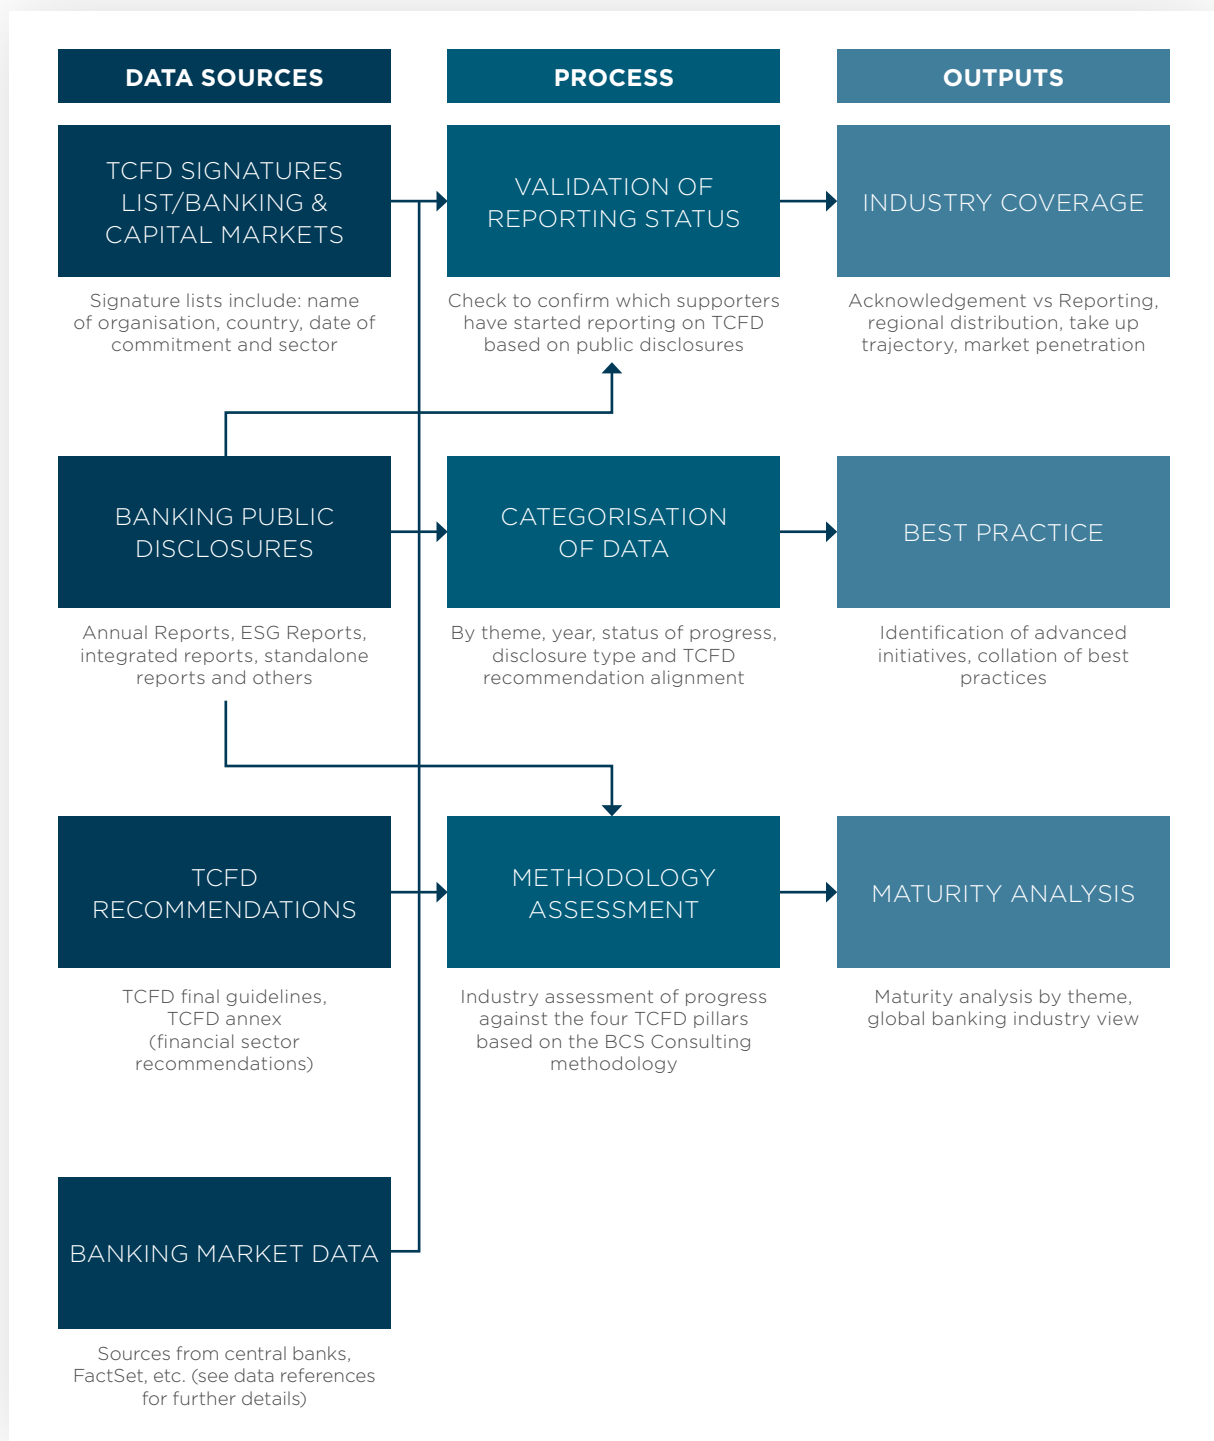 DATA SOURCES
PROCESS
OUTPUTS
TCFD SIGNATURES
LIST/BANKING &
CAPITAL MARKETS
VALIDATION OF
REPORTING STATUS
INDUSTRY COVERAGE
Signature lists include: name
of organisation, country, date of
commitment and sector
Check to confirm which supporters
have started reporting on TCFD
based on public disclosures
Acknowledgement vs Reporting,
regional distribution, take up
trajectory, market penetration
BANKING PUBLIC
DISCLOSURES
CATEGORISATION
OF DATA
BEST PRACTICE
Annual Reports, ESG Reports,
integrated reports, standalone
reports and others
By theme, year, status of progress,
disclosure type and TCFD
recommendation alignment
Identification of advanced
initiatives, collation of best
practices
TCFD
RECOMMENDATIONS
METHODOLOGY
ASSESSMENT
MATURITY ANALYSIS
TCFD final guidelines,
TCFD annex
(financial sector
recommendations)
Industry assessment of progress
against the four TCFD pillars
based on the BCS Consulting
methodology
Maturity analysis by theme,
global banking industry view
BANKING MARKET DATA
Sources from central banks,
FactSet, etc. (see data references
for further details)